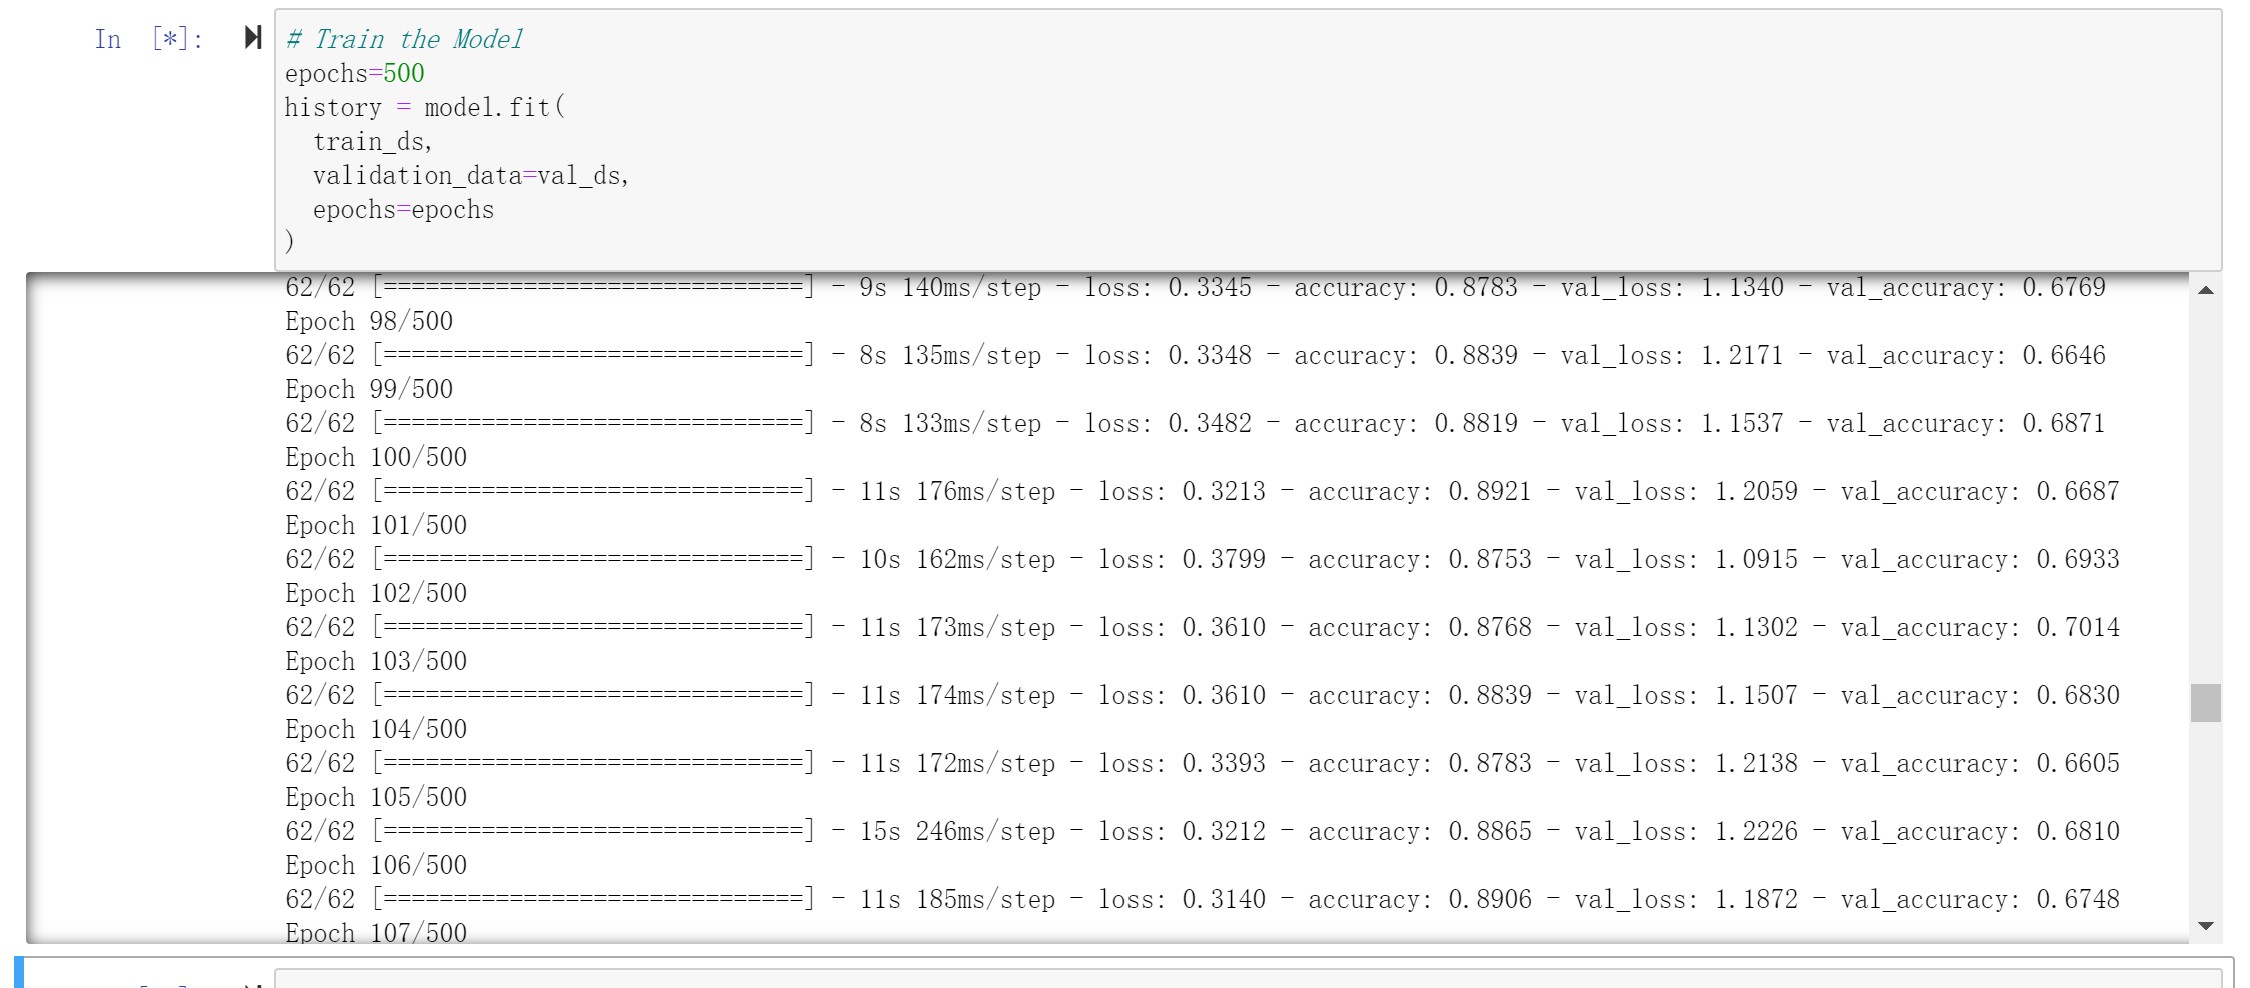 In [*]:
# Train the Model
epochs=500
history = model.fit(
  train_ds,
  validation_data=val_ds,
  epochs=epochs
)
62/62 [==============================] - 9s 140ms/step - loss: 0.3345 - accuracy: 0.8783 - val_loss: 1.1340 - val_accuracy: 0.6769
Epoch 98/500
62/62 [==============================] - 8s 135ms/step - loss: 0.3348 - accuracy: 0.8839 - val_loss: 1.2171 - val_accuracy: 0.6646
Epoch 99/500
62/62 [==============================] - 8s 133ms/step - loss: 0.3482 - accuracy: 0.8819 - val_loss: 1.1537 - val_accuracy: 0.6871
Epoch 100/500
62/62 [==============================] - 11s 176ms/step - loss: 0.3213 - accuracy: 0.8921 - val_loss: 1.2059 - val_accuracy: 0.6687
Epoch 101/500
62/62 [==============================] - 10s 162ms/step - loss: 0.3799 - accuracy: 0.8753 - val_loss: 1.0915 - val_accuracy: 0.6933
Epoch 102/500
62/62 [==============================] - 11s 173ms/step - loss: 0.3610 - accuracy: 0.8768 - val_loss: 1.1302 - val_accuracy: 0.7014
Epoch 103/500
62/62 [==============================] - 11s 174ms/step - loss: 0.3610 - accuracy: 0.8839 - val_loss: 1.1507 - val_accuracy: 0.6830
Epoch 104/500
62/62 [==============================] - 11s 172ms/step - loss: 0.3393 - accuracy: 0.8783 - val_loss: 1.2138 - val_accuracy: 0.6605
Epoch 105/500
62/62 [==============================] - 15s 246ms/step - loss: 0.3212 - accuracy: 0.8865 - val_loss: 1.2226 - val_accuracy: 0.6810
Epoch 106/500
62/62 [==============================] - 11s 185ms/step - loss: 0.3140 - accuracy: 0.8906 - val_loss: 1.1872 - val_accuracy: 0.6748
Epoch 107/500